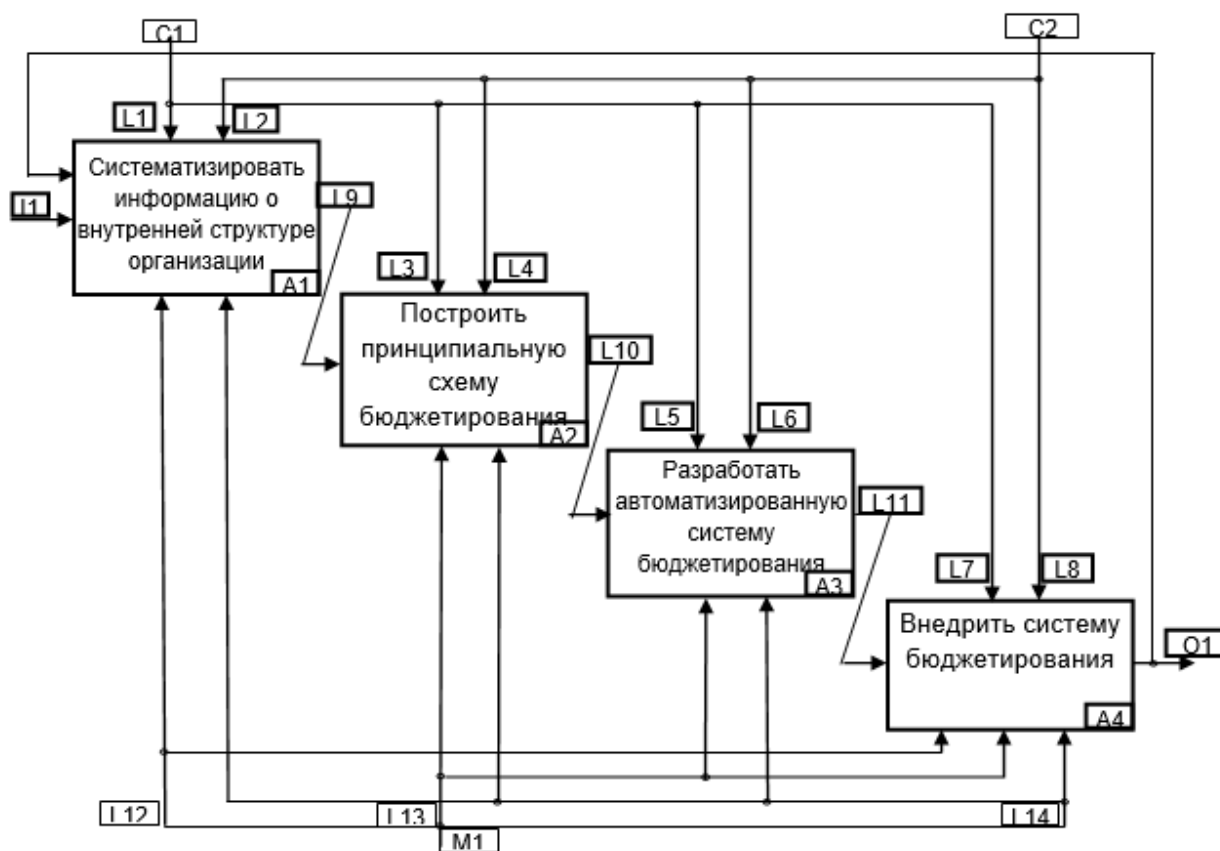 C1
C2
L1
L2
I1
Систематизировать
информацию о
внутренней структуре
организации
A1
L9
L3
L4
Построить
принципиальную
схему
бюджетирования
A2
L10
L5
L6
Разработать
автоматизированную
систему
бюджетирования
A3
L11
L7
L8
Внедрить систему
бюджетирования
A4
O1
L12
L13
L14
M1